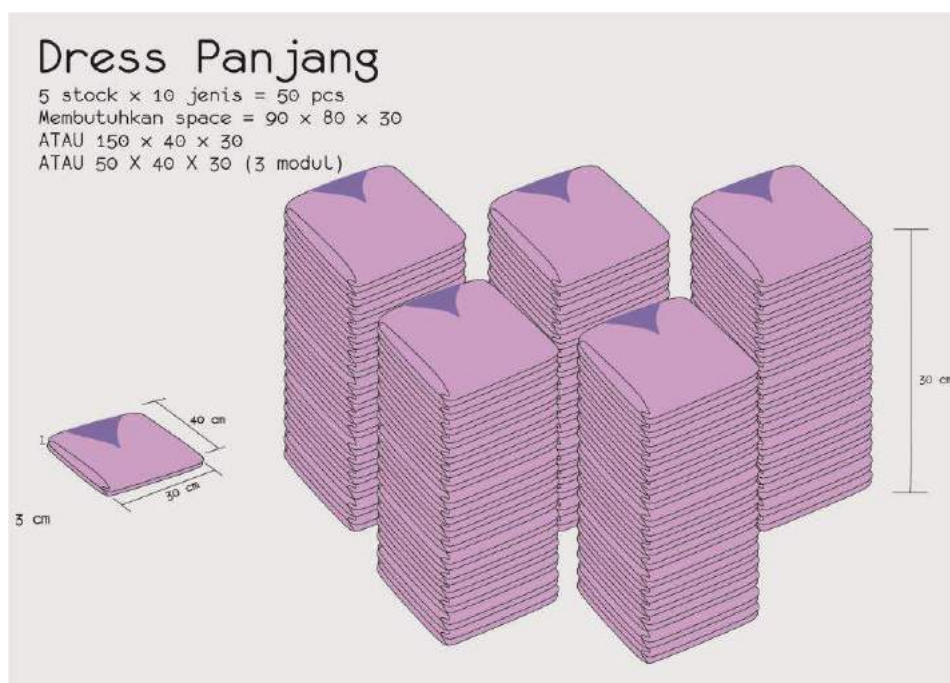 Dress Panjang
5 stock x 10 jenis = 50 pcs
Membutuhkan space = 90 x 80 x 30
ATAU 150 x 40 x 30
ATAU 50 X 40 X 30 (3 modul)
40 cm
30 cm
3 cm
30 cm